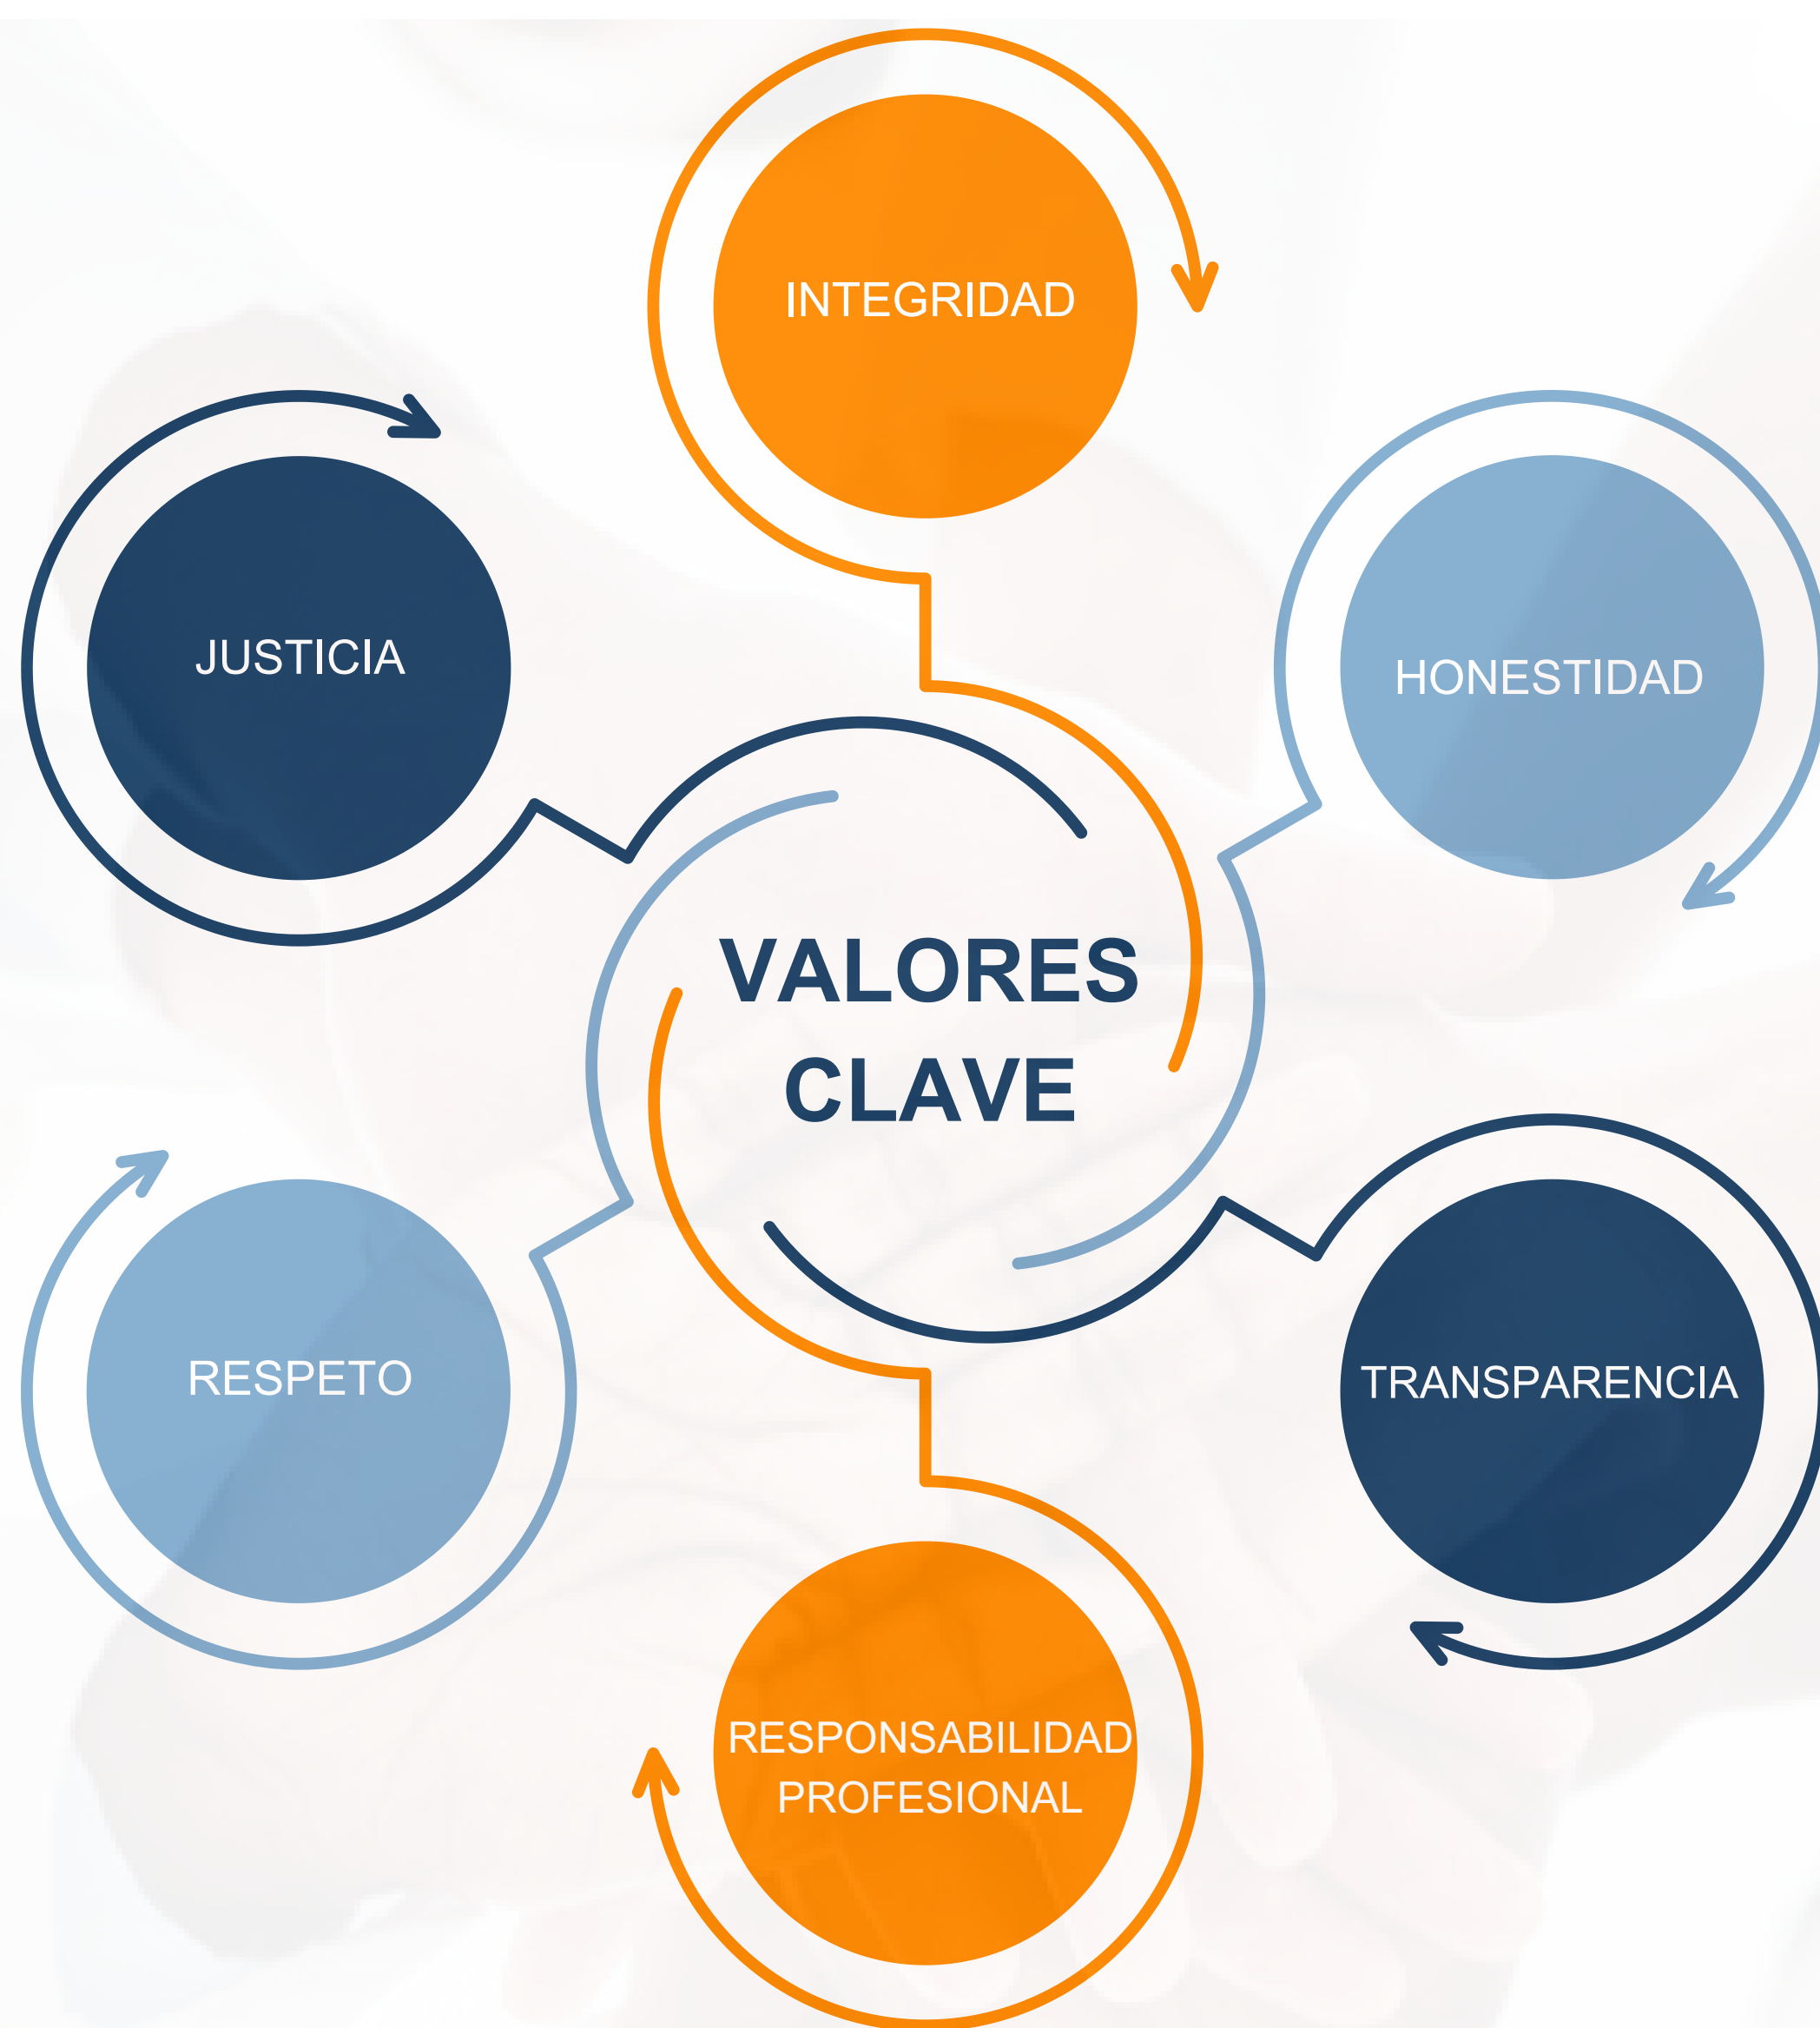 INTEGRIDAD
JUSTICIA
HONESTIDAD
VALORES
CLAVE
RESPETO
TRANSPARENCIA
RESPONSABILIDAD
PROFESIONAL